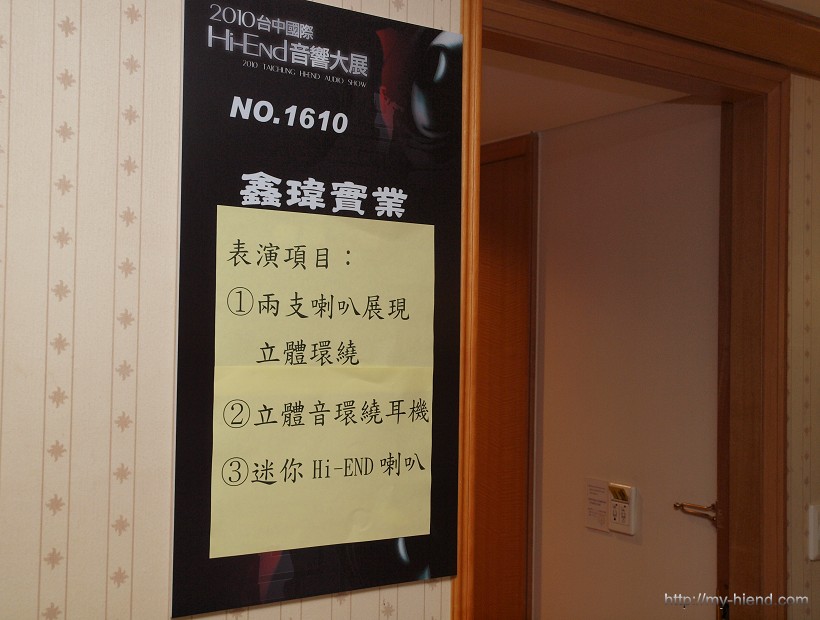 2010台中國際
Hi-End音響大展
2010 TAICHUNG HI-END AUDIO SHOW
NO.1610
鑫瑋實業
表演項目：
①兩支喇叭展現
立體環繞
②立體音環繞耳機
③迷你 Hi-END 喇叭
http://my-hiend.com